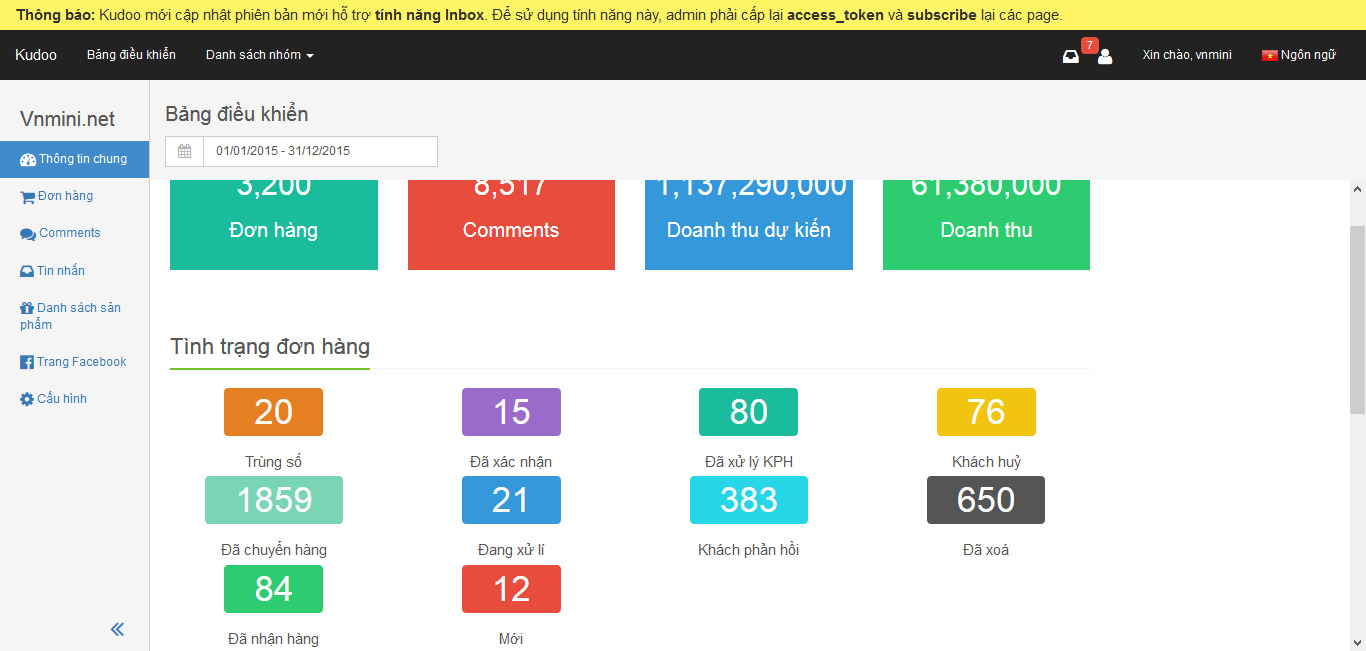 Thông báo: Kudoo mới cập nhật phiên bản mới hỗ trợ tính năng Inbox. Để sử dụng tính năng này, admin phải cấp lại access_token và subscribe lại các page.
Kudoo Bảng điều khiển Danh sách nhóm 7 Xin chào, vnmini Ngôn ngữ
Vnmini.net
Thông tin chung
Đơn hàng
Comments
Tin nhắn
Danh sách sản
phẩm
Trang Facebook
Cấu hình
Bảng điều khiển
01/01/2015 - 31/12/2015
3,200 8,517 1,137,290,000 61,380,000
Đơn hàng Comments Doanh thu dự kiến Doanh thu
Tình trạng đơn hàng
20 15 80 76
Trùng số Đã xác nhận Đã xử lý KPH Khách huỷ
1859 21 383 650
Đã chuyển hàng Đang xử lí Khách phản hồi Đã xoá
84 12
Đã nhận hàng Mới